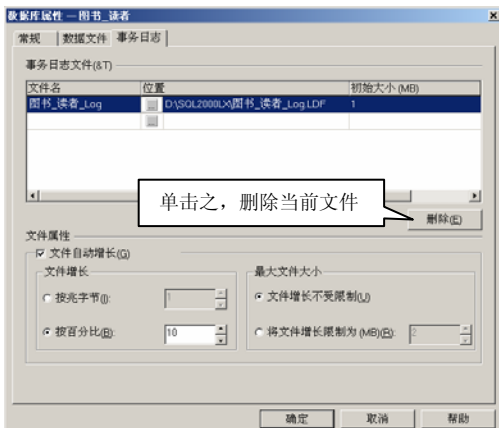 数据库属性 — 图书_读者
常规 数据文件 事务日志
事务日志文件(&T)
文件名 位置 初始大小(MB)
图书_读者_Log D:\SQL2000LX\图书_读者_Log.LDF 1
单击之，删除当前文件
删除(E)
文件属性
文件自动增长(G)
文件增长 最大文件大小
按兆字节(I): 1 文件增长不受限制(U)
按百分比(B): 10 将文件增长限制为(MB)(R): 2
确定 取消 帮助